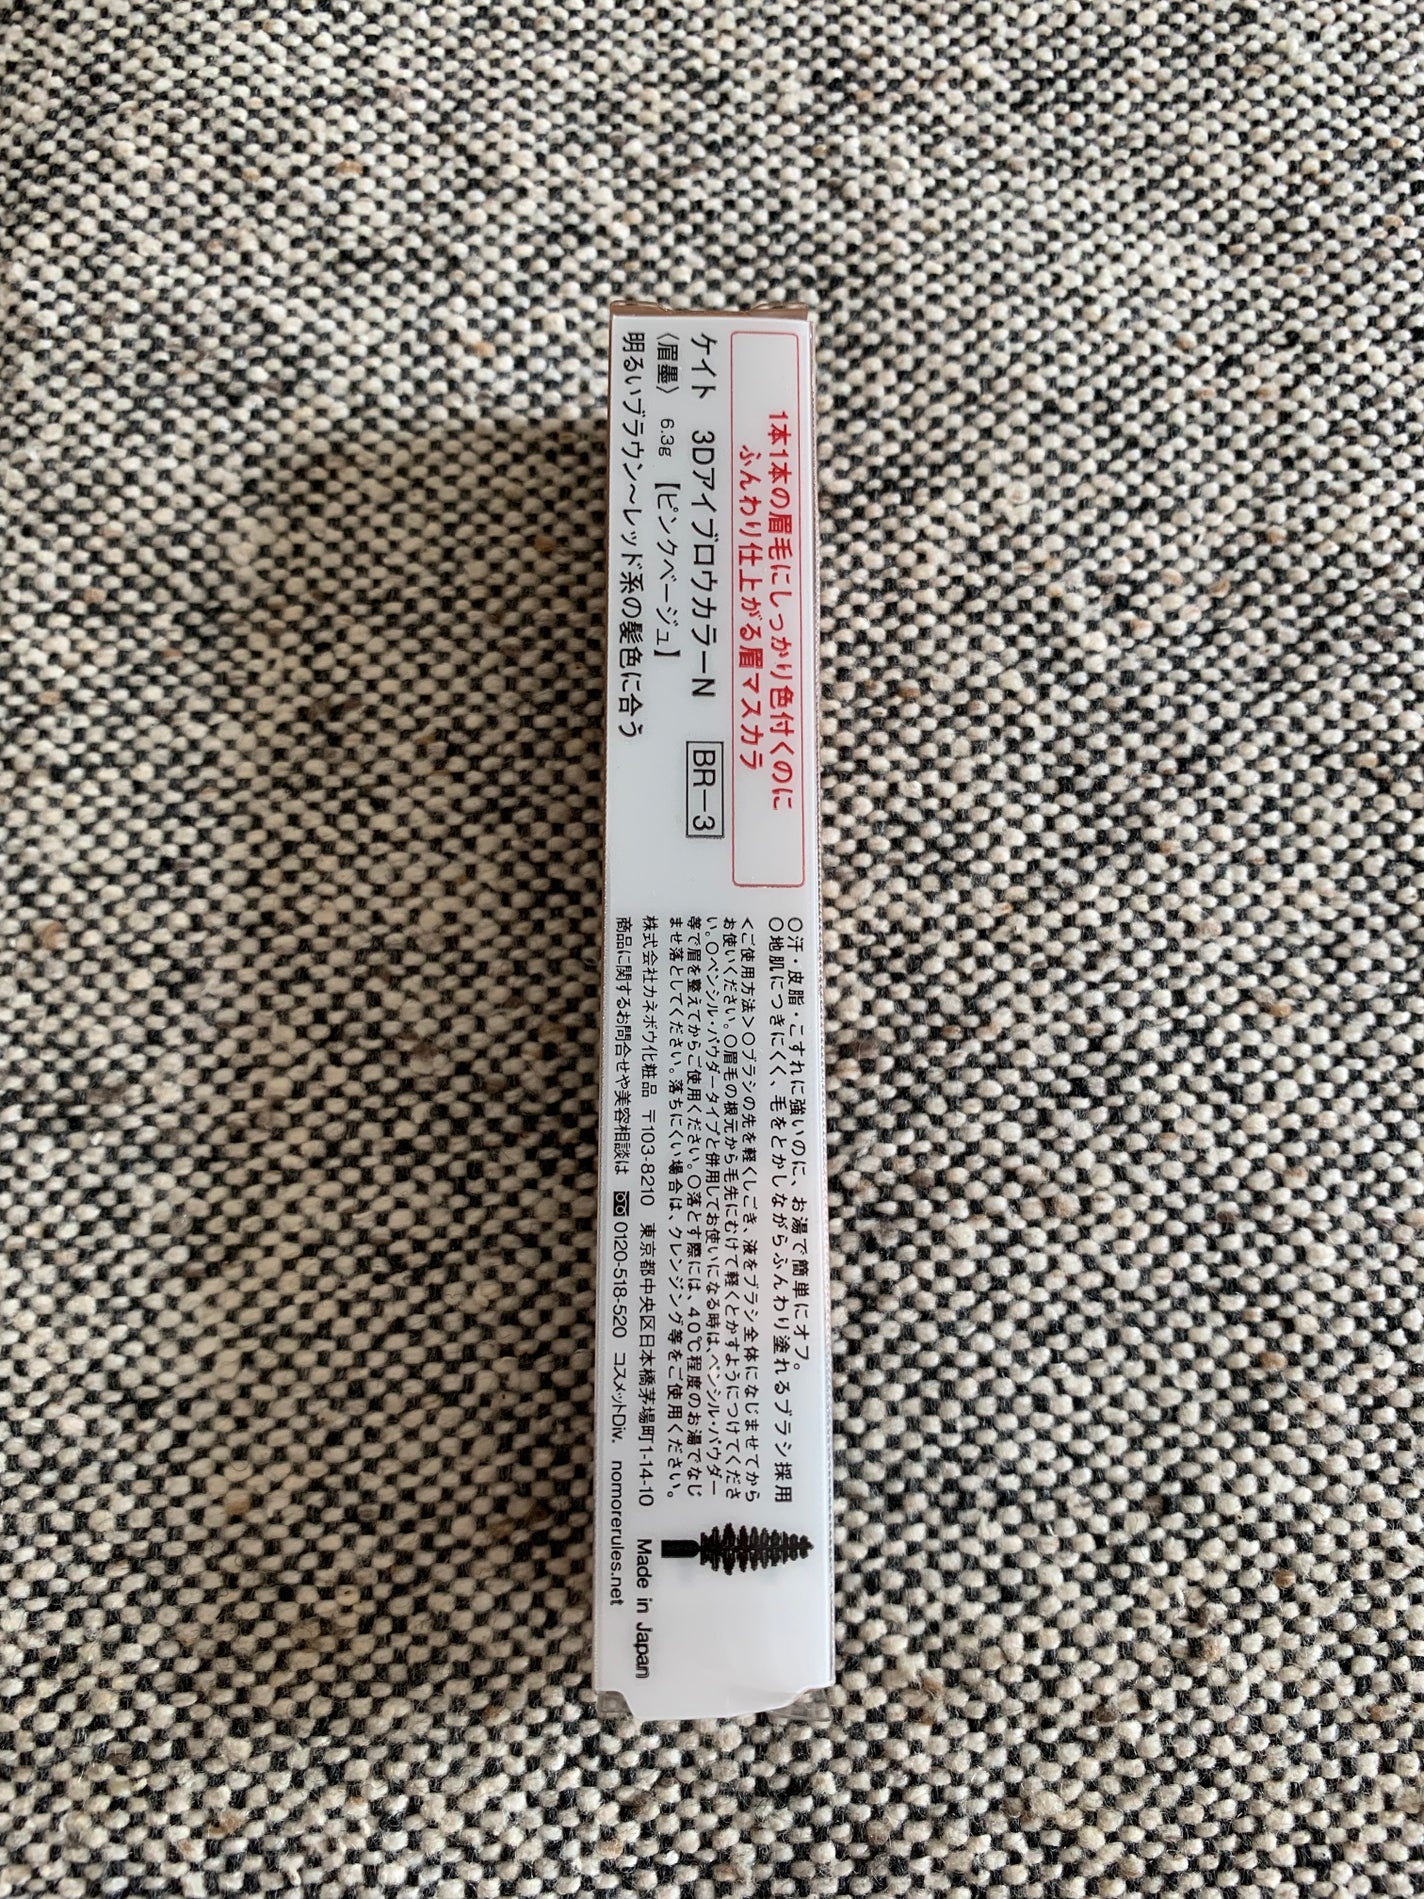 1本1本の眉毛にしっかり色付くのに
ふんわり仕上がる眉マスカラ
ケイト 3DアイブロウカラーN BR-3
〈眉墨〉 6.3g 【ピンクベージュ】
明るいブラウン〜レッド系の髪色に合う
○汗・皮脂・こすれに強いのに、お湯で簡単にオフ。
○地肌につきにくく、毛をとかしながらふんわり塗れるブラシ採用
<ご使用方法>○ブラシの先を軽くしごき、液をブラシ全体になじませてから
お使いください。○眉毛の根元から毛先にむけて軽くとかすようにつけてくださ
い。○ペンシル・パウダータイプと併用してお使いになる時は、ペンシル・パウダー
等で眉を整えてからご使用ください。○落とす際には、40℃程度のお湯でなじ
ませ落としてください。落ちにくい場合は、クレンジング等をご使用ください。
株式会社カネボウ化粧品 〒103-8210 東京都中央区日本橋茅場町1-14-10 Made in Japan
商品に関するお問合せや美容相談は 0120-518-520 コスメットDiv. nomorerules.net